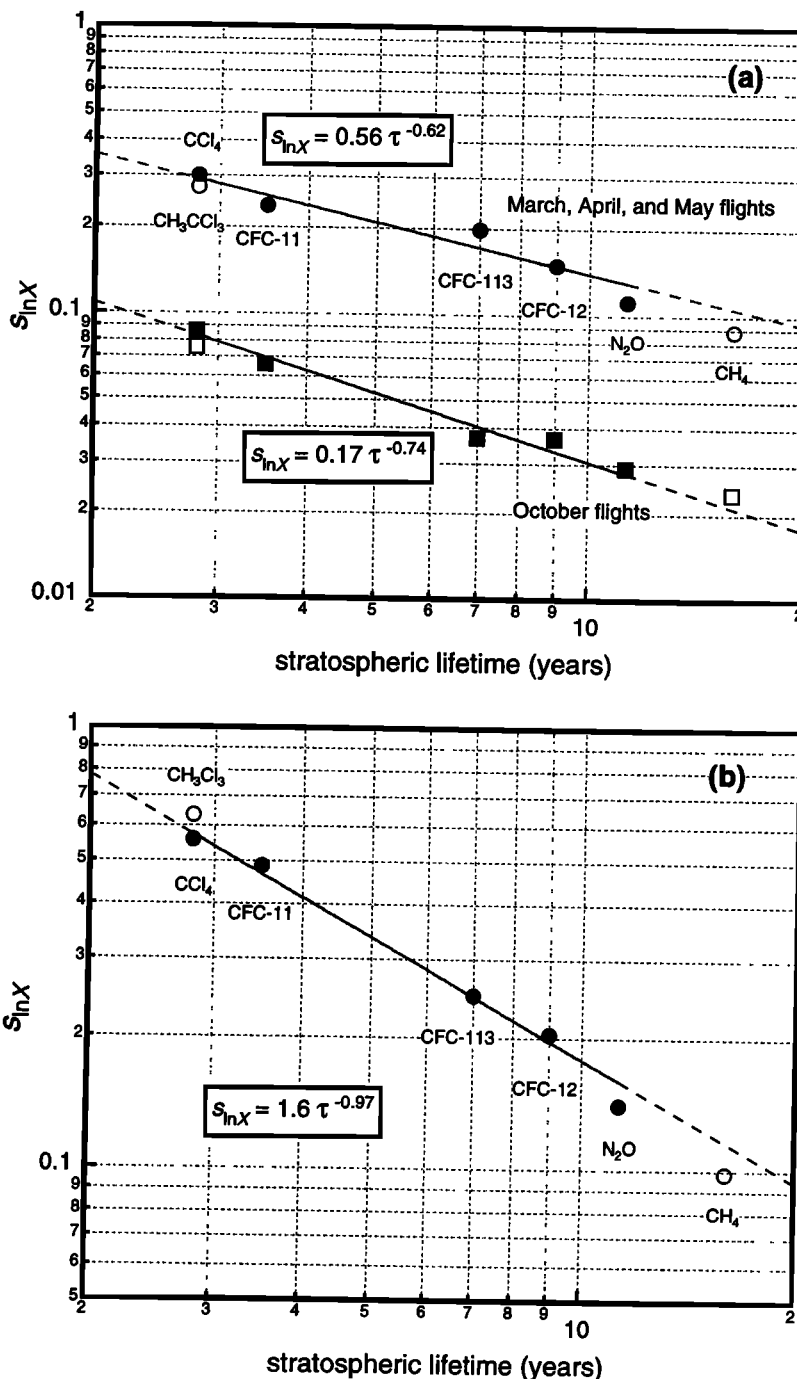 1
9
8
7
6
5
4
3
2
0.1
9
8
7
6
5
4
3
2
0.01
s_lnX
(a)
s_lnX = 0.56 τ^-0.62
CCl₄
CH₃CCl₃
CFC-11
March, April, and May flights
CFC-113
CFC-12
N₂O
CH₄
s_lnX = 0.17 τ^-0.74
October flights
2 3 4 5 6 7 8 9 10 2
stratospheric lifetime (years)
1
9
8
7
6
5
4
3
2
0.1
9
8
7
6
5
s_lnX
(b)
CH₃Cl₃
CCl₄
CFC-11
CFC-113
CFC-12
s_lnX = 1.6 τ^-0.97
N₂O
CH₄
2 3 4 5 6 7 8 9 10 2
stratospheric lifetime (years)